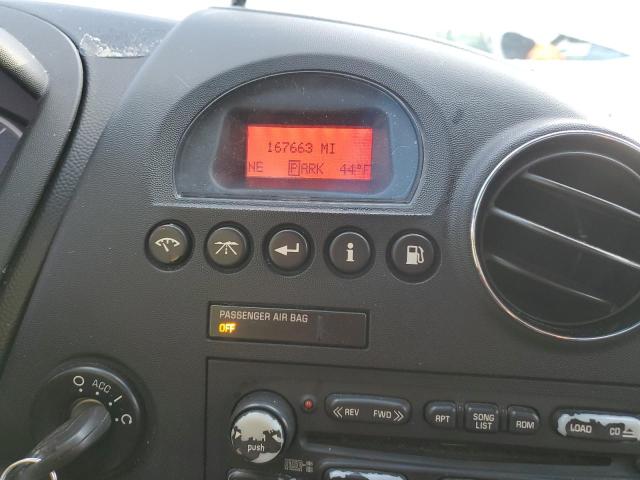 167663 MI
NE PARK 44°F
PASSENGER AIR BAG
OFF
ACC
REV FWD RPT SONG LIST RDM LOAD CD
push